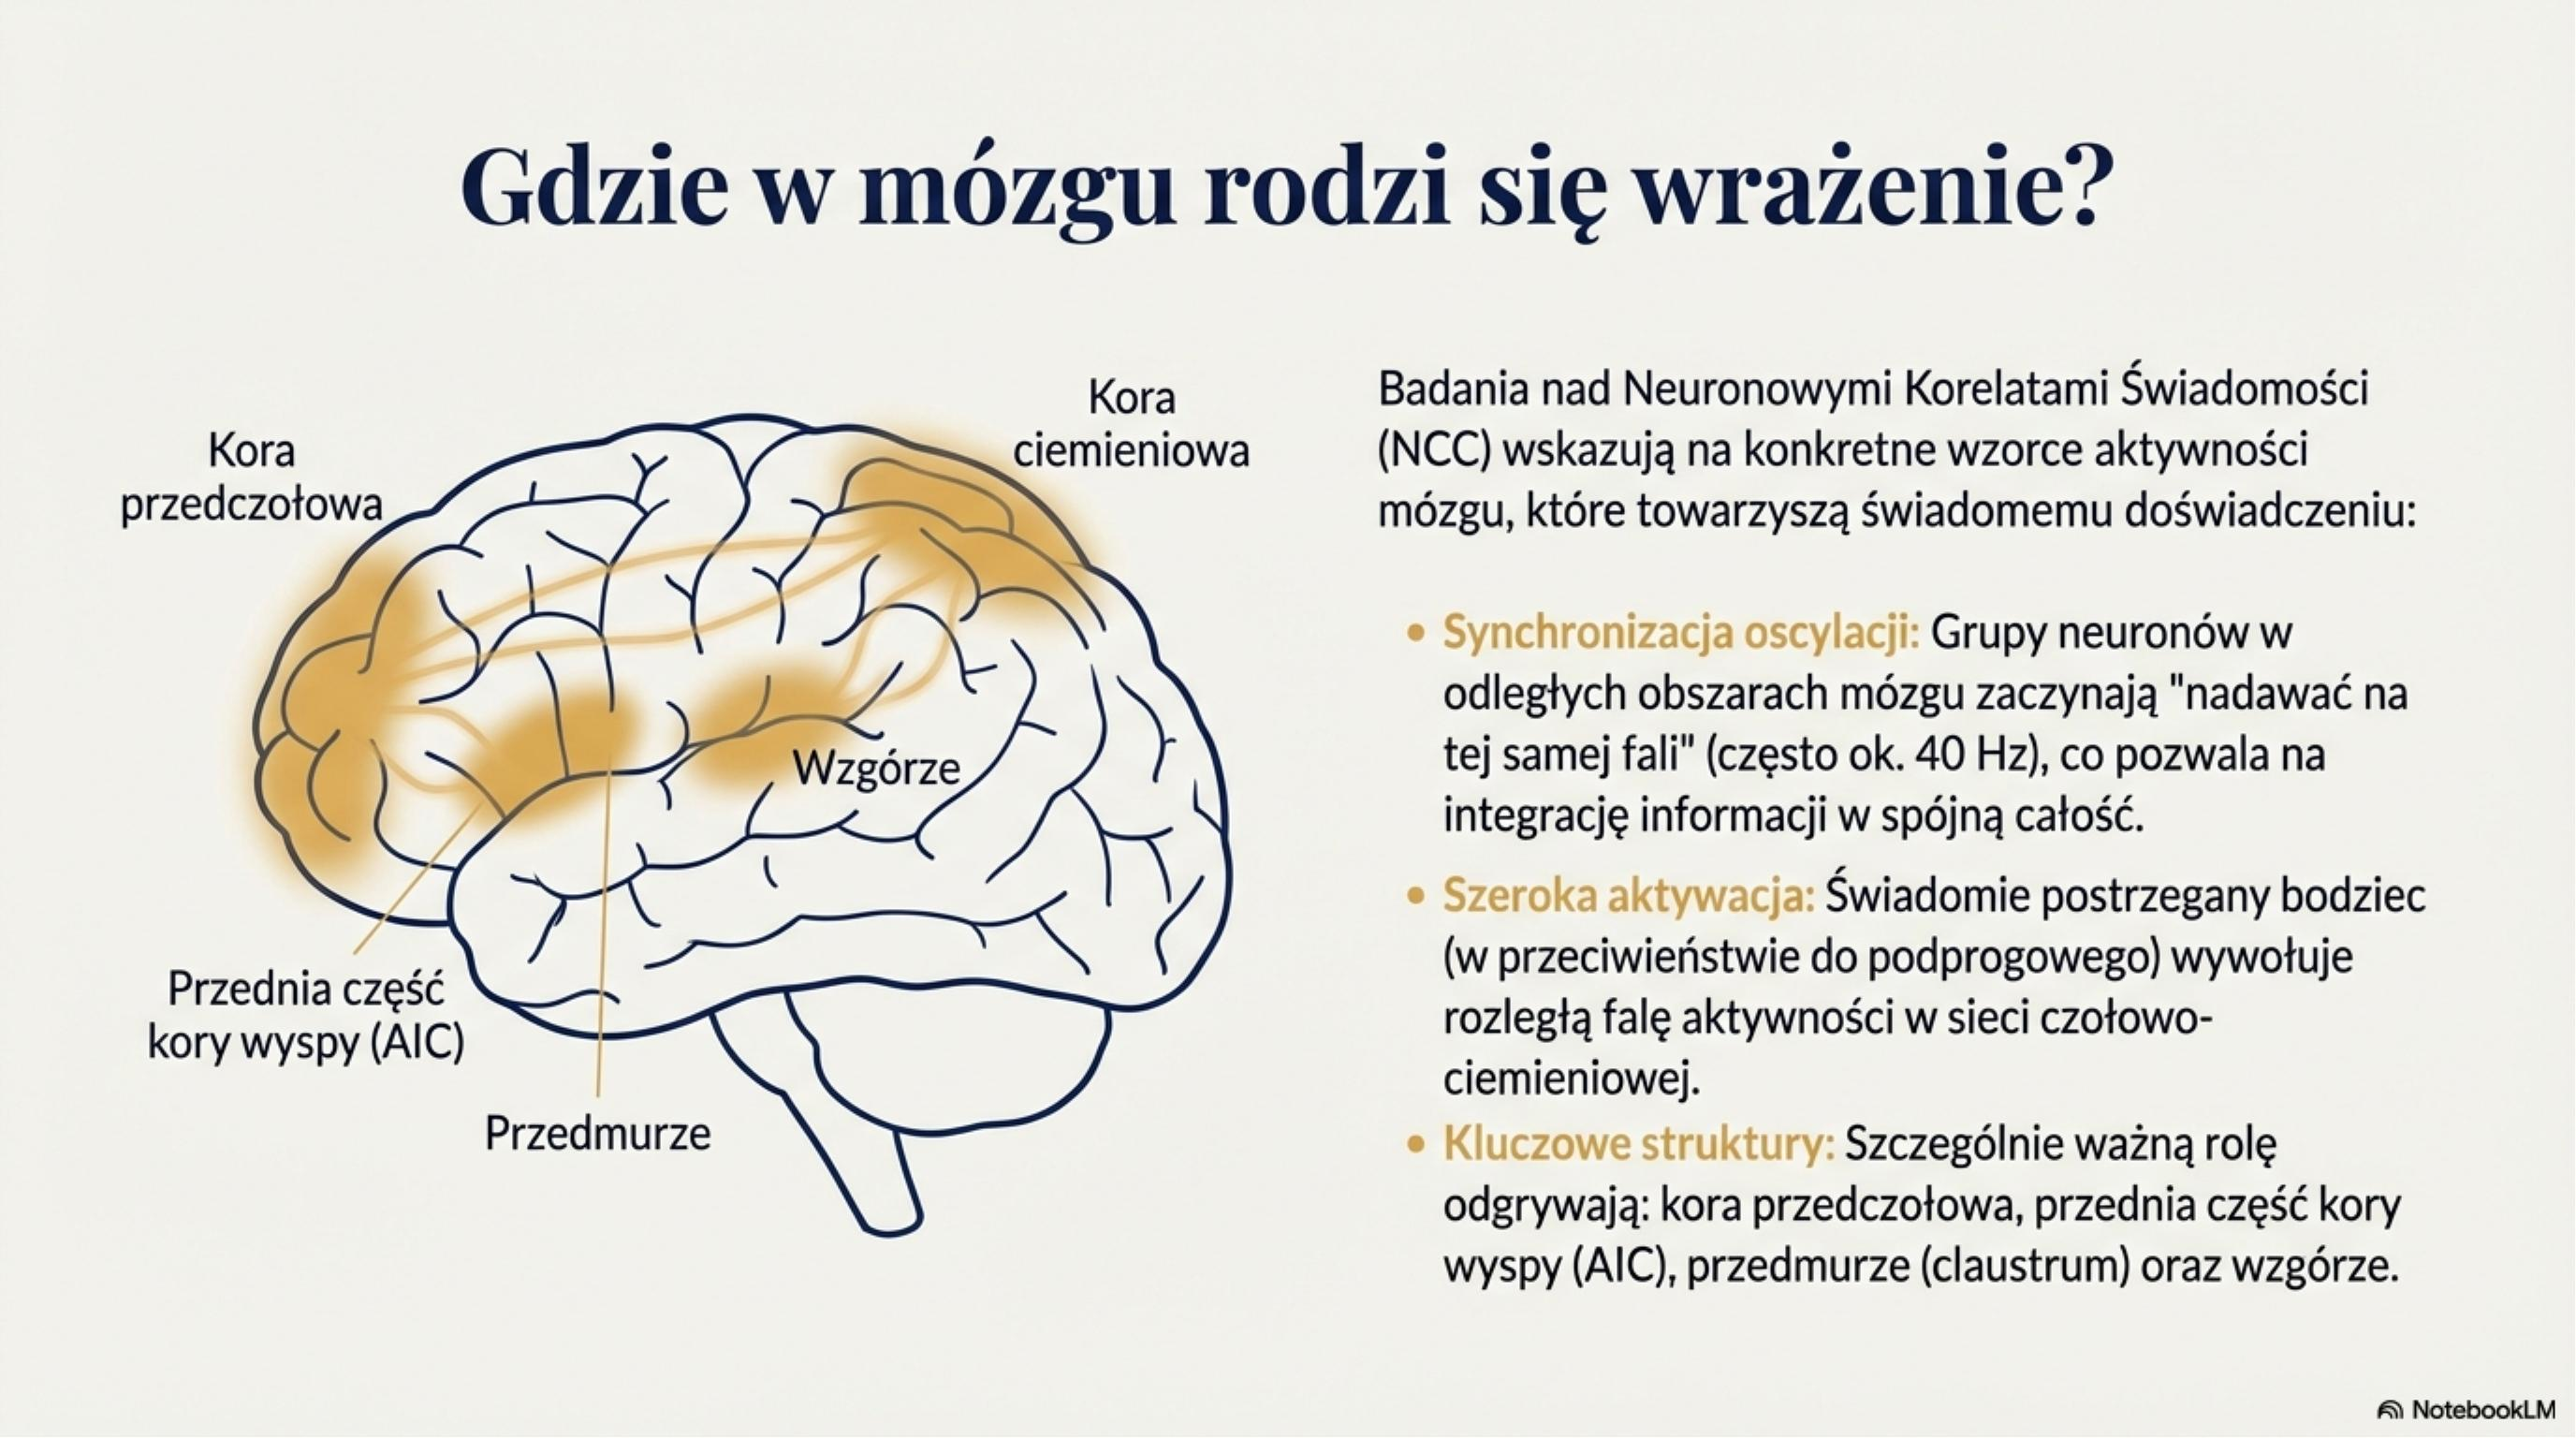 Gdzie w mózgu rodzi się wrażenie?
Kora
przedczołowa
Kora
ciemieniowa
Wzgórze
Przednia część
kory wyspy (AIC)
Przedmurze
Badania nad Neuronowymi Korelatami Świadomości
(NCC) wskazują na konkretne wzorce aktywności
mózgu, które towarzyszą świadomemu doświadczeniu:
• Synchronizacja oscylacji: Grupy neuronów w
odległych obszarach mózgu zaczynają "nadawać na
tej samej fali" (często ok. 40 Hz), co pozwala na
integrację informacji w spójną całość.
• Szeroka aktywacja: Świadomie postrzegany bodziec
(w przeciwieństwie do podprogowego) wywołuje
rozległą falę aktywności w sieci czołowo-
ciemieniowej.
• Kluczowe struktury: Szczególnie ważną rolę
odgrywają: kora przedczołowa, przednia część kory
wyspy (AIC), przedmurze (claustrum) oraz wzgórze.
NotebookLM